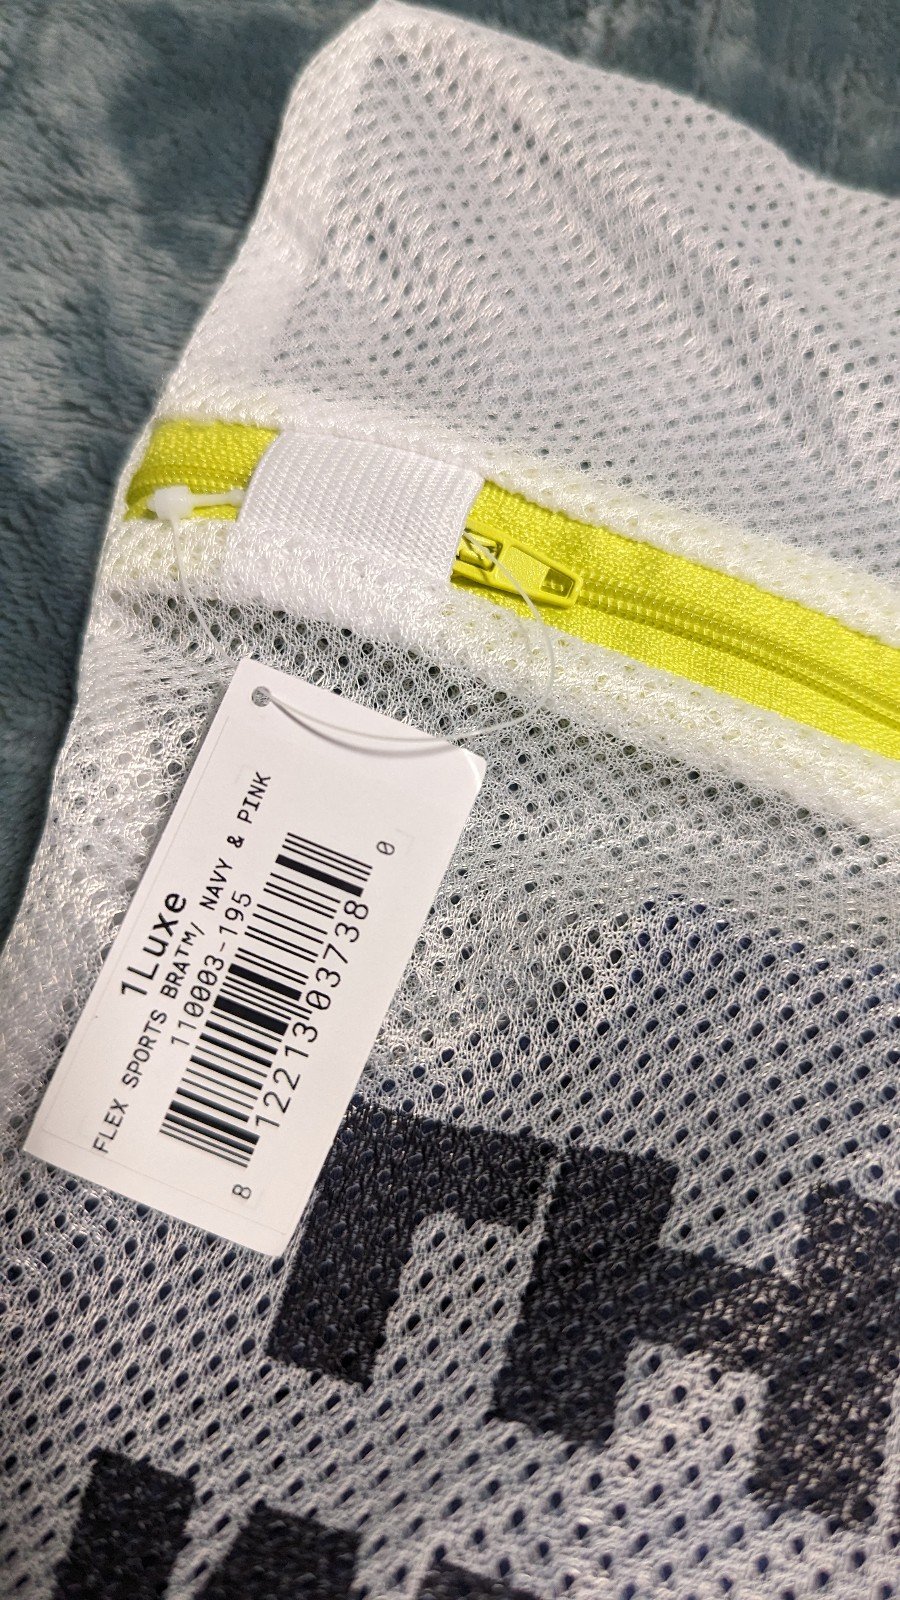 1Luxe
FLEX SPORTS BRATM/ NAVY & PINK
110003-195
8 12213 03738 0